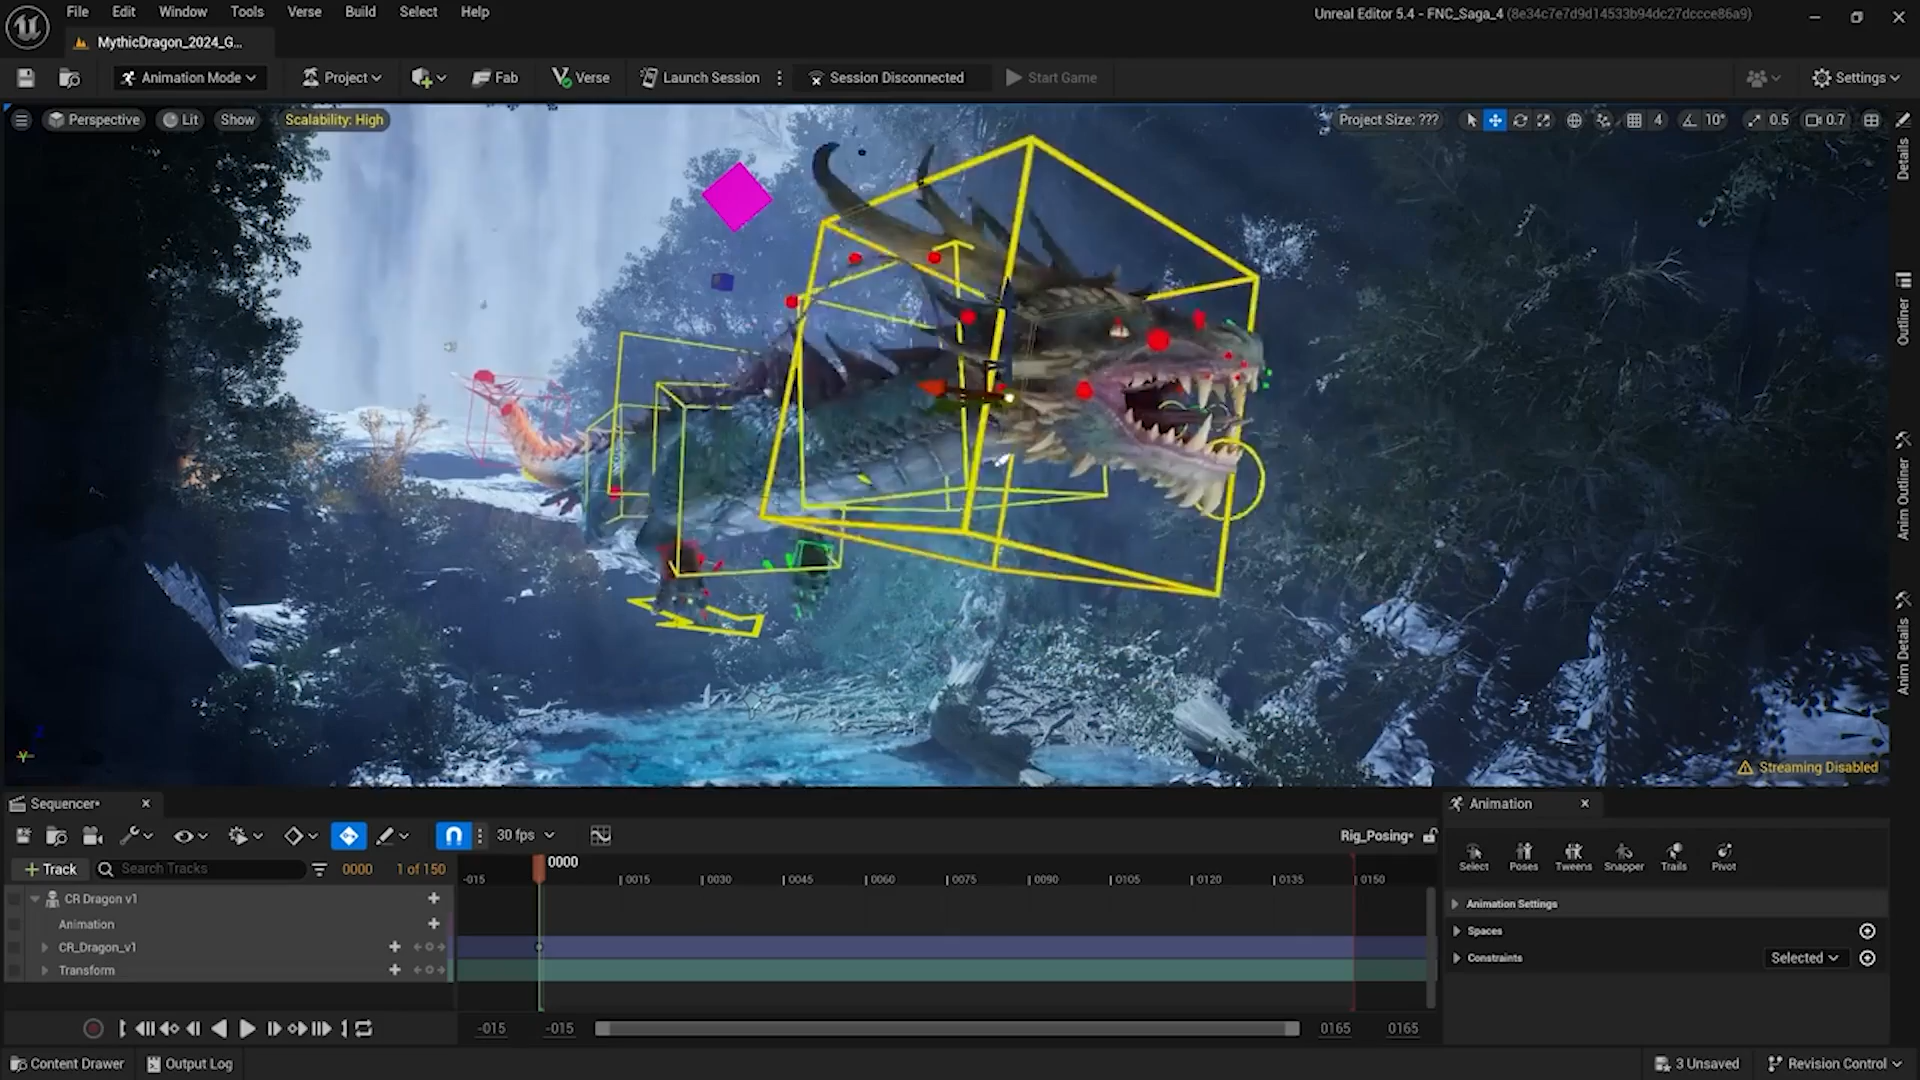 File Edit Window Tools Verse Build Select Help
Unreal Editor 5.4 - FNC_Saga_4 (8e34c7e7d9d14533b94dc27dccce86a9)
MythicDragon_2024_G...
Animation Mode
Project
Fab
Verse
Launch Session
Session Disconnected
Start Game
Settings
Perspective
Lit
Show
Scalability: High
Project Size: ???
4
10°
0.5
0.7
Details
Outliner
Anim Outliner
Anim Details
Y
Streaming Disabled
Sequencer*
Animation
30 fps
Rig_Posing*
Track
Search Tracks
0000
1 of 150
0000
-015 0015 0030 0045 0060 0075 0090 0105 0120 0135 0150
CR Dragon v1
Animation
CR_Dragon_v1
Transform
Select Poses Tweens Snapper Trails Pivot
Animation Settings
Spaces
Constraints
Selected
-015 -015 0165 0165
Content Drawer
Output Log
3 Unsaved
Revision Control